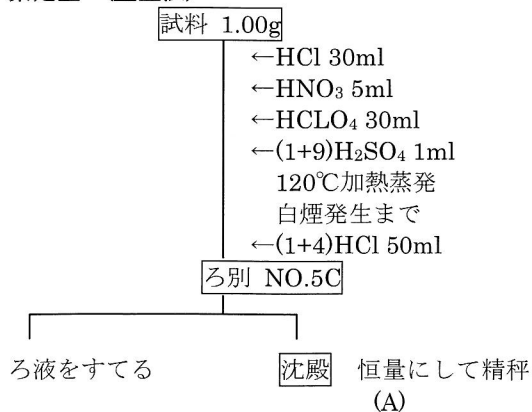 試料 1.00g
←HCl 30ml
←HNO₃ 5ml
←HCLO₄ 30ml
←(1+9)H₂SO₄ 1ml
120℃加熱蒸発
白煙発生まで
←(1+4)HCl 50ml
ろ別 NO.5C
ろ液をすてる 沈殿 恒量にして精秤
(A)